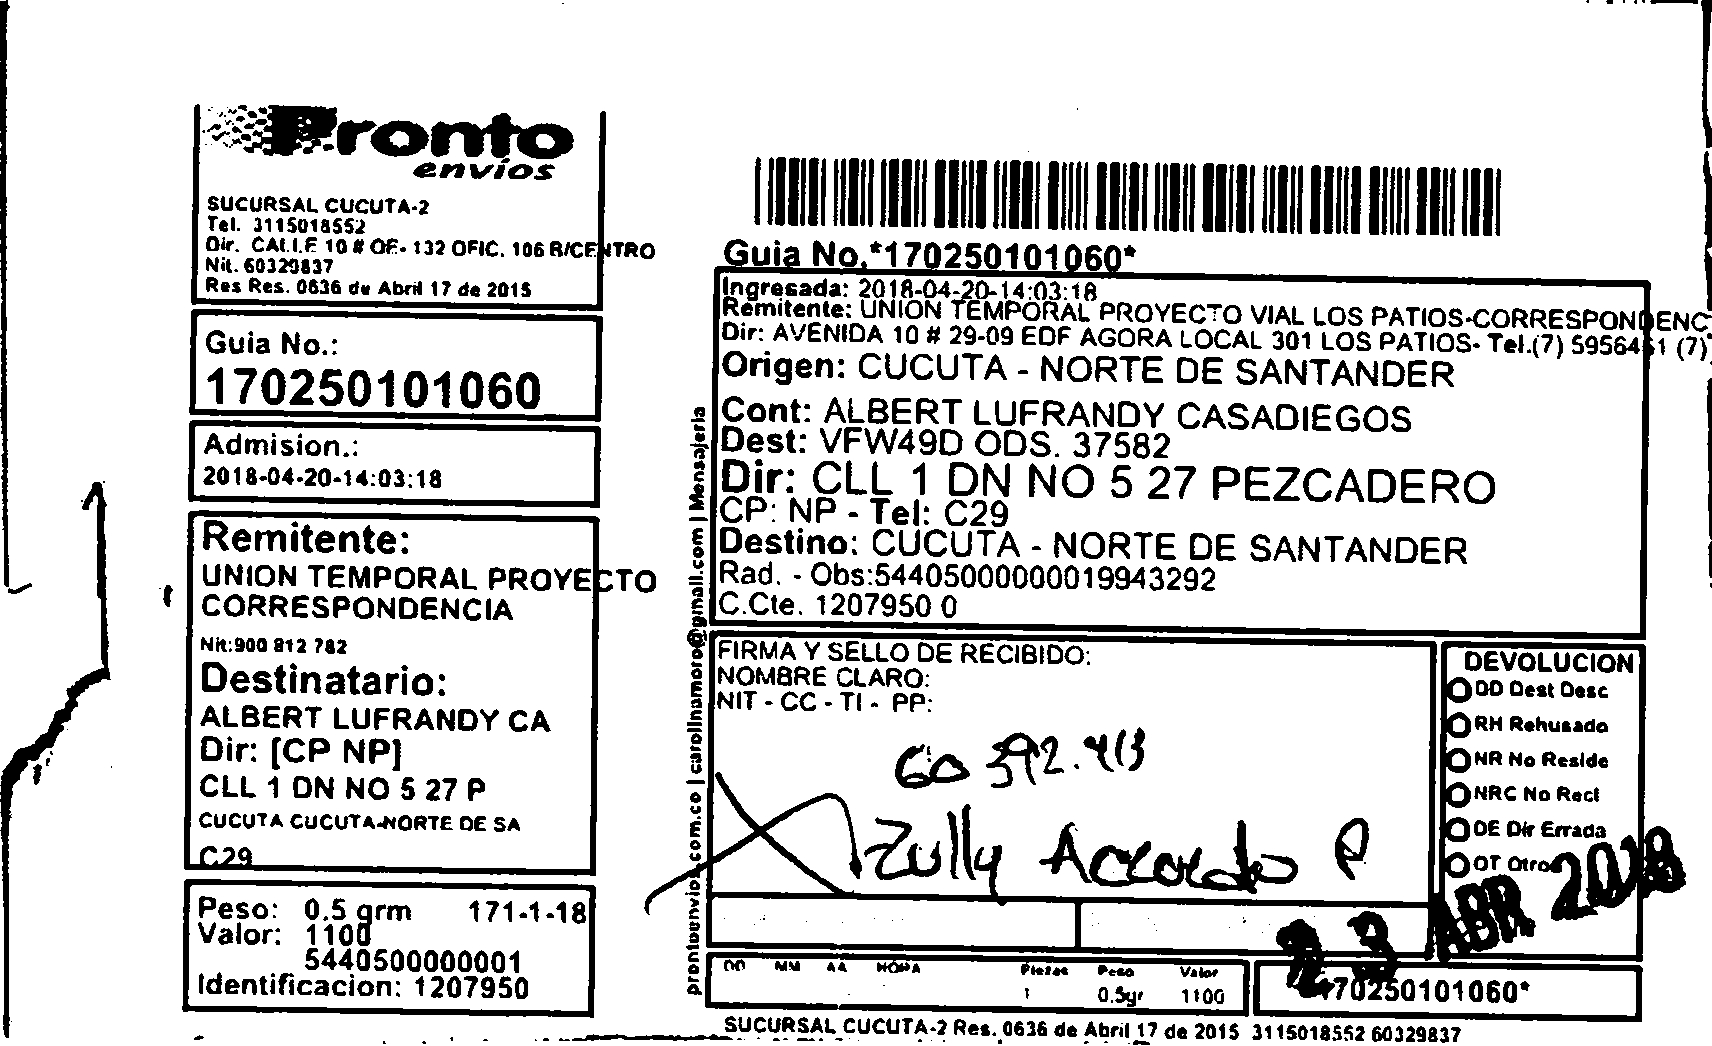 Pronto
envíos
SUCURSAL CUCUTA-2
Tel. 3115018552
Dir. CALLE 10 # OE- 132 OFIC. 106 B/CENTRO
Nit. 60329837
Res Res. 0636 de Abril 17 de 2015
Guia No.:
170250101060
Admision.:
2018-04-20-14:03:18
Remitente:
UNION TEMPORAL PROYECTO
CORRESPONDENCIA
Nit:900 812 782
Destinatario:
ALBERT LUFRANDY CA
Dir: [CP NP]
CLL 1 DN NO 5 27 P
CUCUTA CUCUTA-NORTE DE SA
C29
Peso: 0.5 grm 171-1-18
Valor: 1100
5440500000001
Identificacion: 1207950
prontoenvios.com.co | carolinamoro@gmail.com | Mensajeria
Guia No.*170250101060*
Ingresada: 2018-04-20-14:03:18
Remitente: UNION TEMPORAL PROYECTO VIAL LOS PATIOS-CORRESPONDENC
Dir: AVENIDA 10 # 29-09 EDF AGORA LOCAL 301 LOS PATIOS- Tel.(7) 5956461 (7)
Origen: CUCUTA - NORTE DE SANTANDER
Cont: ALBERT LUFRANDY CASADIEGOS
Dest: VFW49D ODS. 37582
Dir: CLL 1 DN NO 5 27 PEZCADERO
CP: NP - Tel: C29
Destino: CUCUTA - NORTE DE SANTANDER
Rad. - Obs:54405000000019943292
C.Cte. 1207950 0
FIRMA Y SELLO DE RECIBIDO:
NOMBRE CLARO:
NIT - CC - TI - PP:
60 392.413
Zully
P
DEVOLUCION
DD Dest Desc
RH Rehusado
NR No Reside
NRC No Recl
DE Dir Errada
OT Otro
23 ABR 2018
DD MM AA HORA Piezas Peso Valor
1 0.5gr 1100
*170250101060*
SUCURSAL CUCUTA-2 Res. 0636 de Abril 17 de 2015 3115018552 60329837